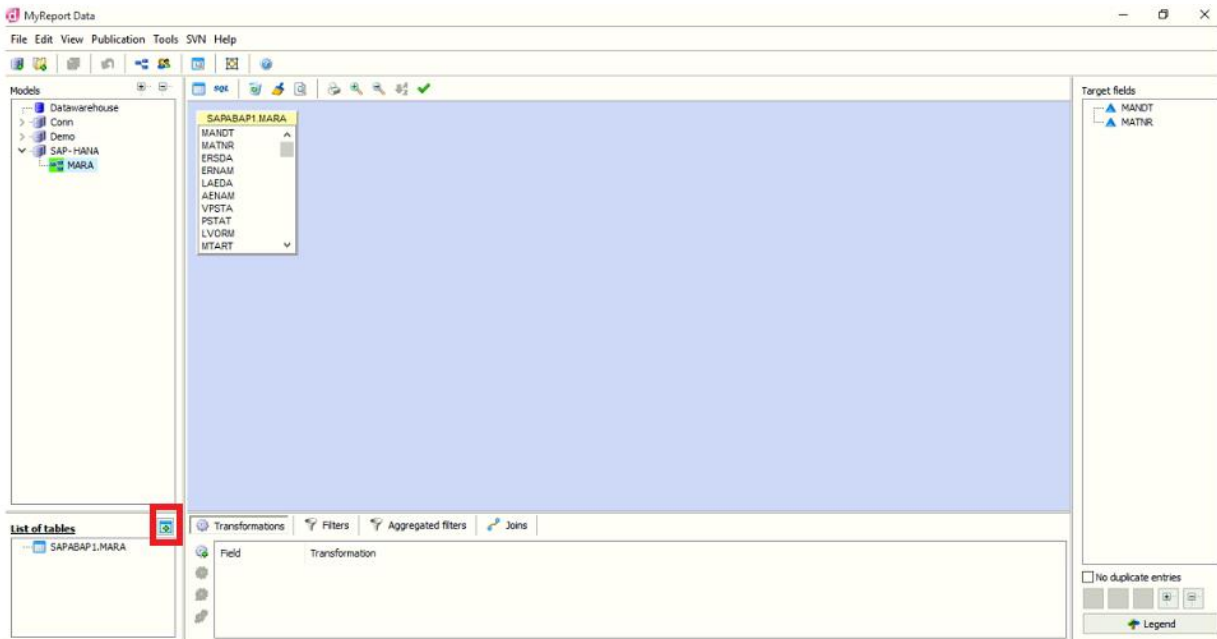 MyReport Data
File Edit View Publication Tools SVN Help
Models
Datawarehouse
Conn
Demo
SAP-HANA
MARA
SQL
SAPABAP1.MARA
MANDT
MATNR
ERSDA
ERNAM
LAEDA
AENAM
VPSTA
PSTAT
LVORM
MTART
Target fields
MANDT
MATNR
List of tables
SAPABAP1.MARA
Transformations Filters Aggregated filters Joins
Field Transformation
No duplicate entries
Legend